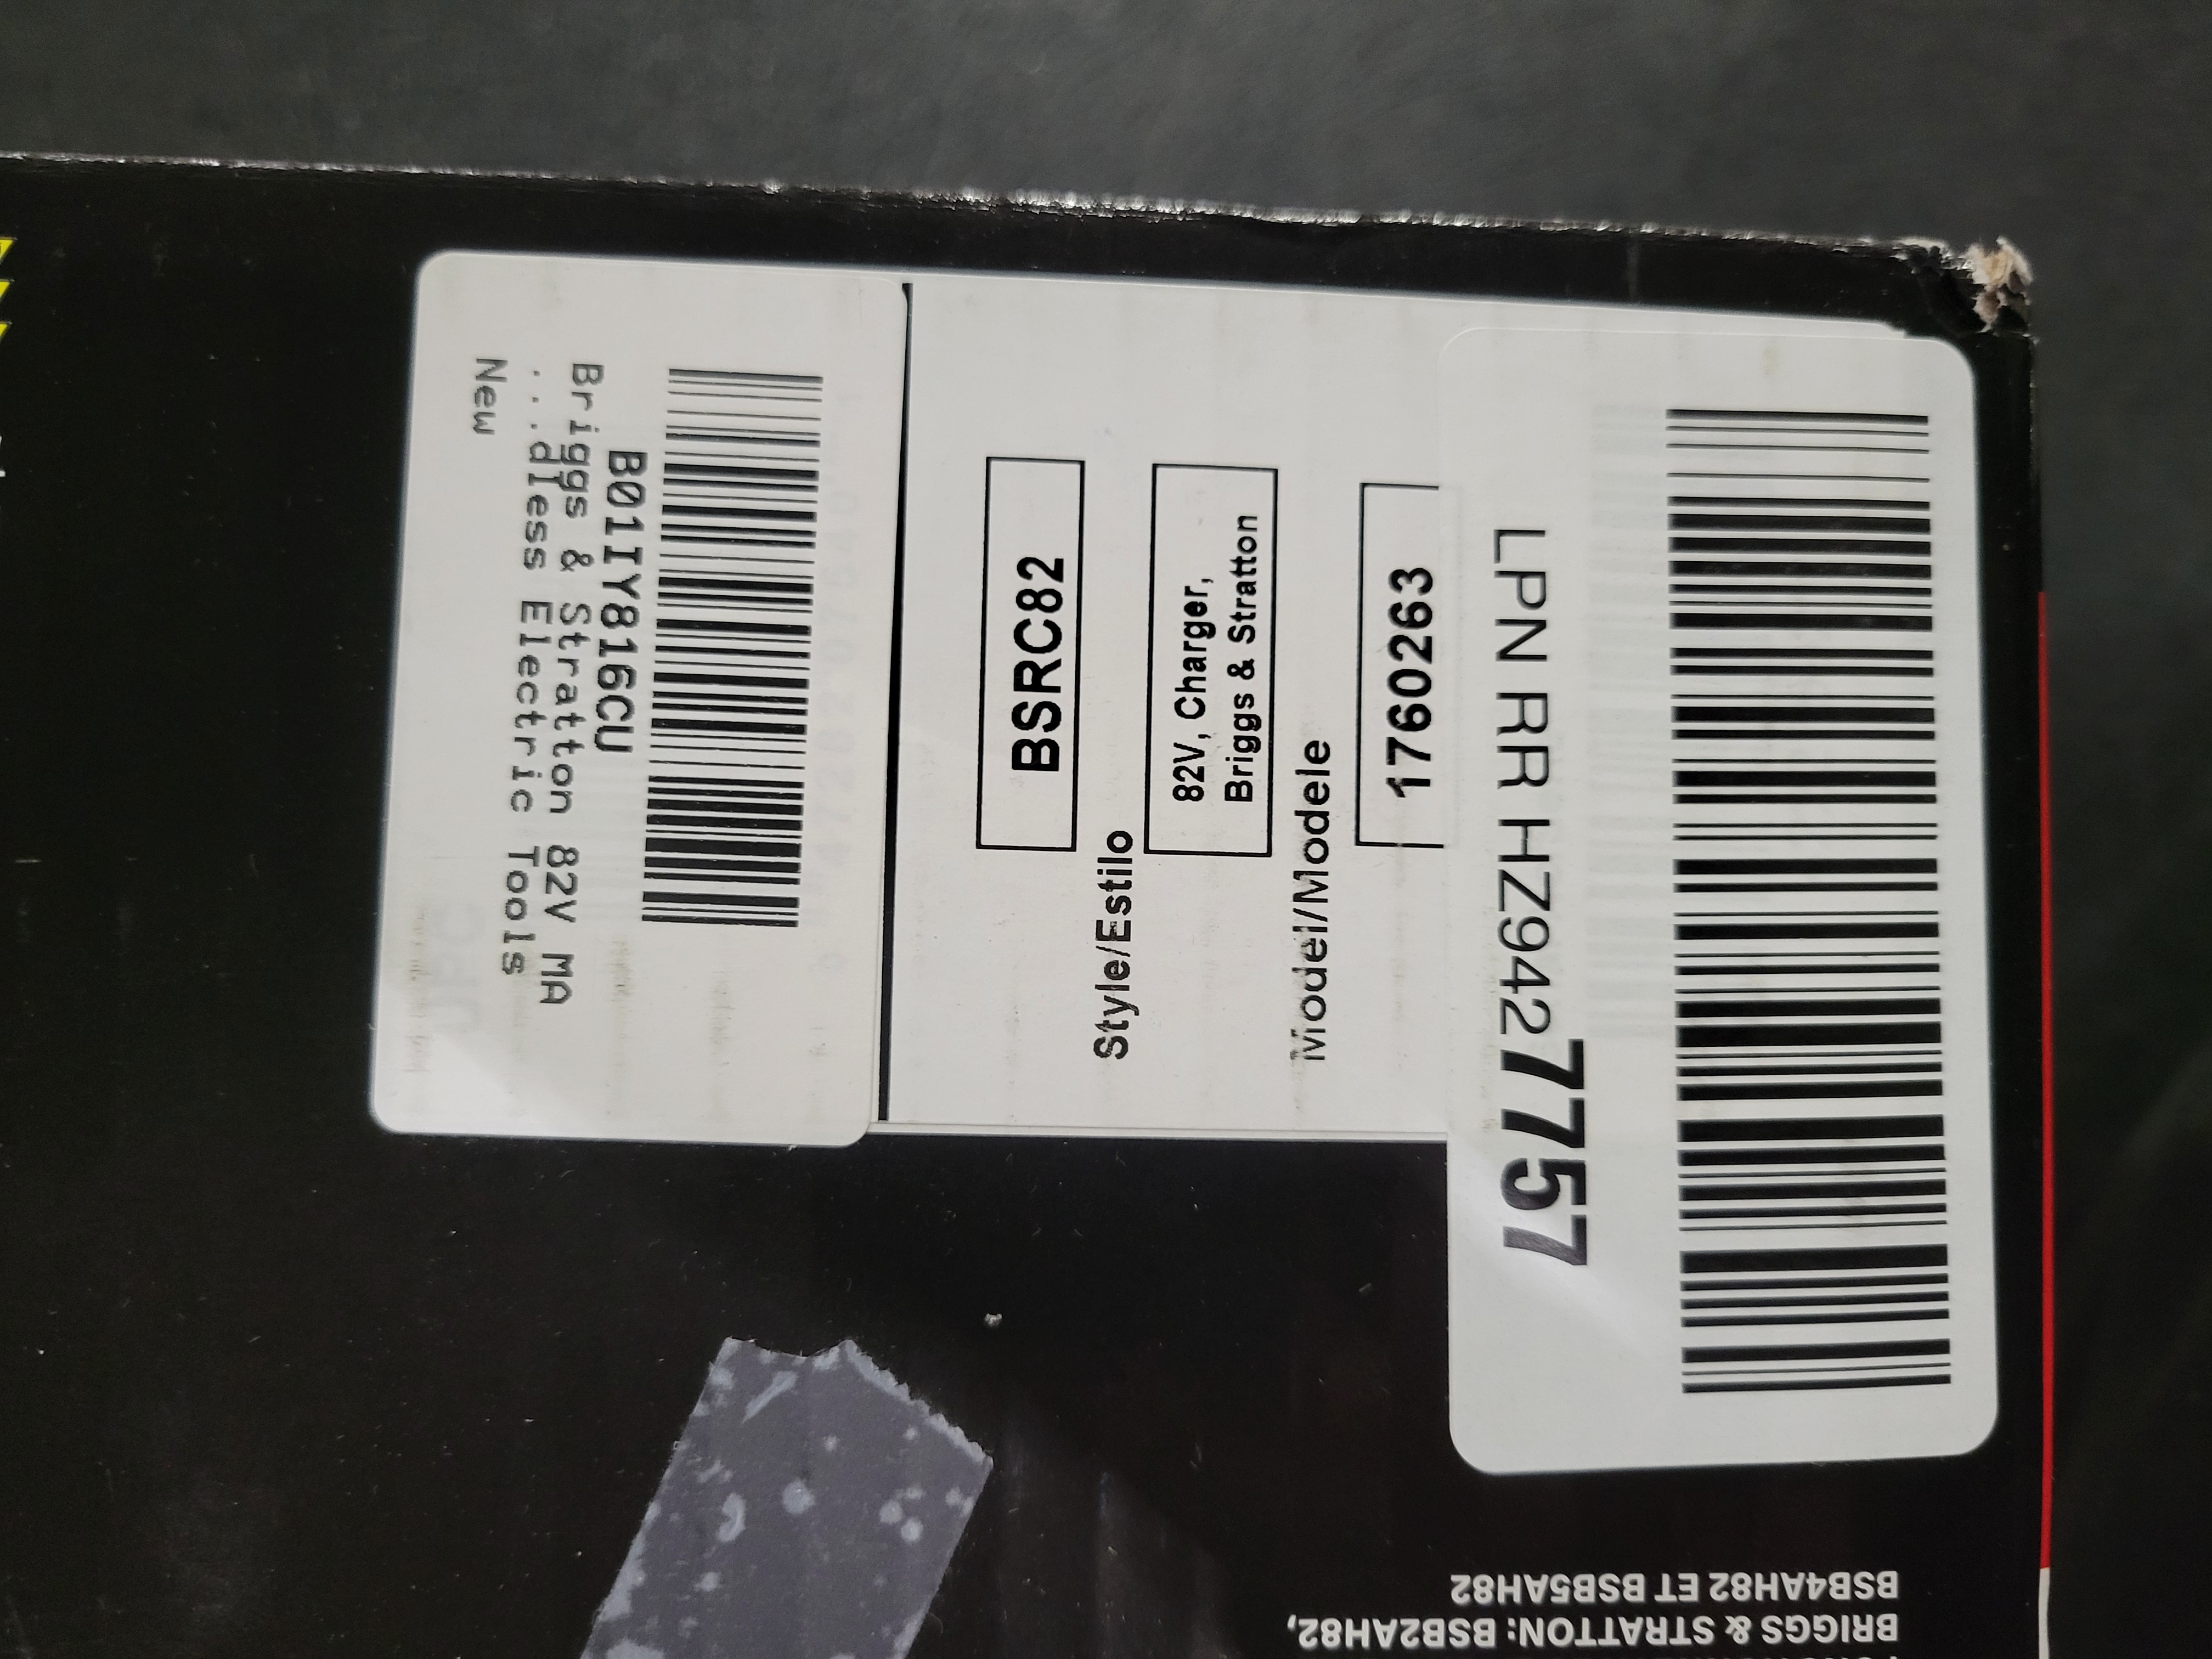 B01IY816CU
Briggs & Stratton 82V MA
...dless Electric Tools
New
BSRC82
Style/Estilo
82V, Charger,
Briggs & Stratton
Model/Modele
1760263
LPN RR HZ9427757
BRIGGS & STRATTON: BSB2AH82,
BSB4AH82 ET BSB5AH82